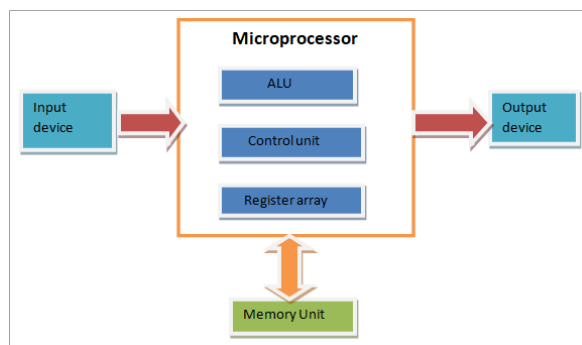 Microprocessor
ALU
Input
device
Output
device
Control unit
Register array
Memory Unit